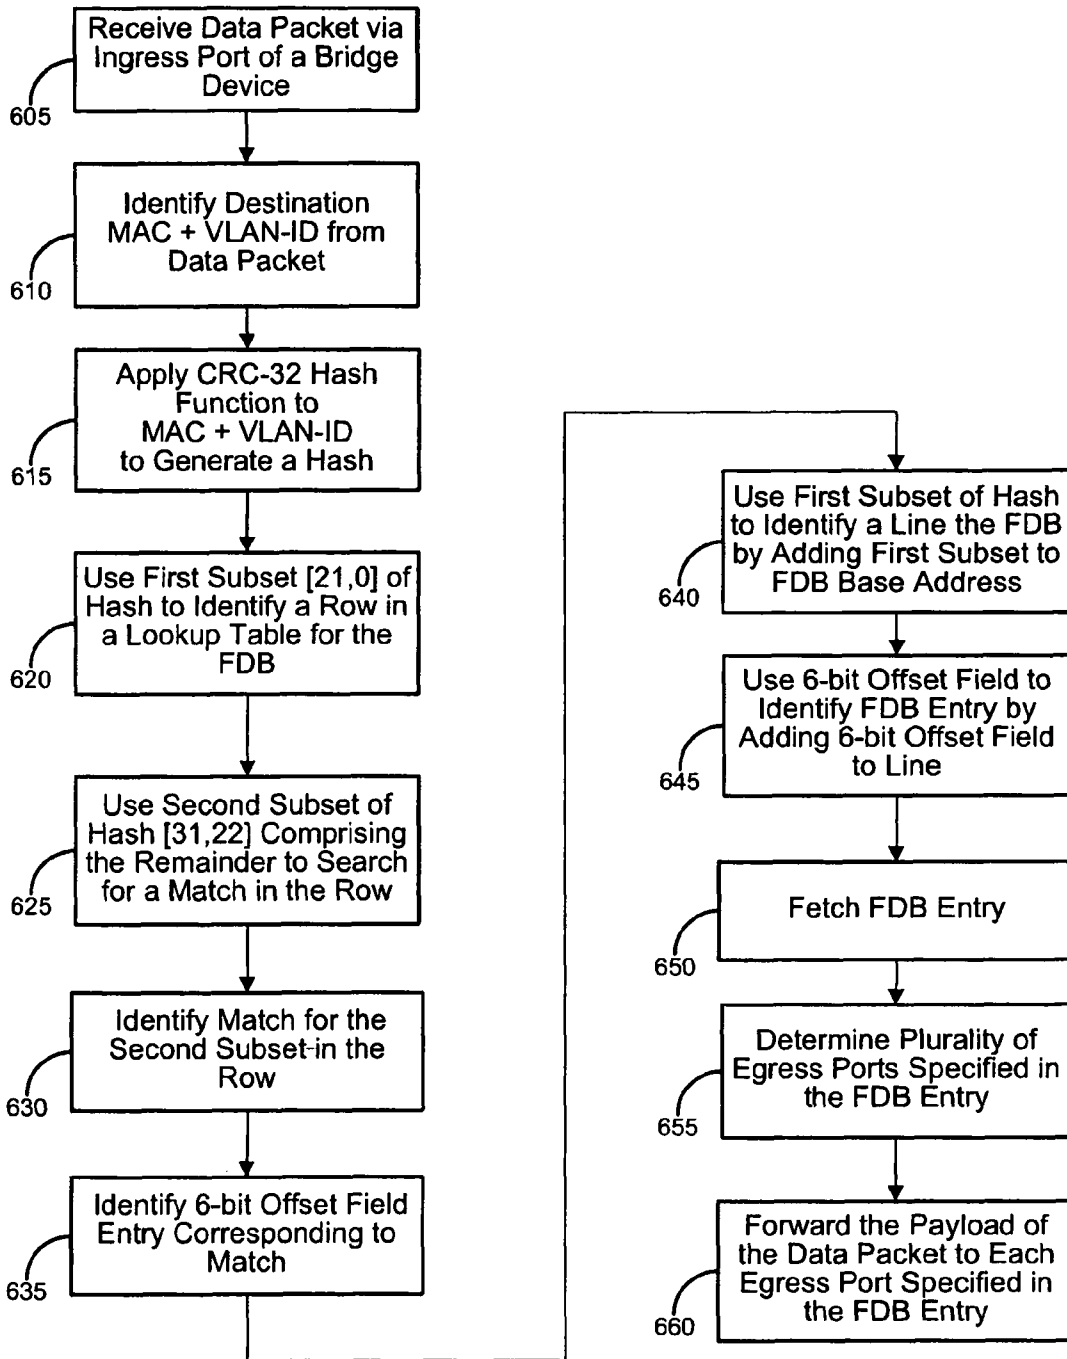 Receive Data Packet via
Ingress Port of a Bridge
Device
605
Identify Destination
MAC + VLAN-ID from
Data Packet
610
Apply CRC-32 Hash
Function to
MAC + VLAN-ID
to Generate a Hash
615
Use First Subset [21,0] of
Hash to Identify a Row in
a Lookup Table for the
FDB
620
Use Second Subset of
Hash [31,22] Comprising
the Remainder to Search
for a Match in the Row
625
Identify Match for the
Second Subset in the
Row
630
Identify 6-bit Offset Field
Entry Corresponding to
Match
635
Use First Subset of Hash
to Identify a Line the FDB
by Adding First Subset to
FDB Base Address
640
Use 6-bit Offset Field to
Identify FDB Entry by
Adding 6-bit Offset Field
to Line
645
Fetch FDB Entry
650
Determine Plurality of
Egress Ports Specified in
the FDB Entry
655
Forward the Payload of
the Data Packet to Each
Egress Port Specified in
the FDB Entry
660